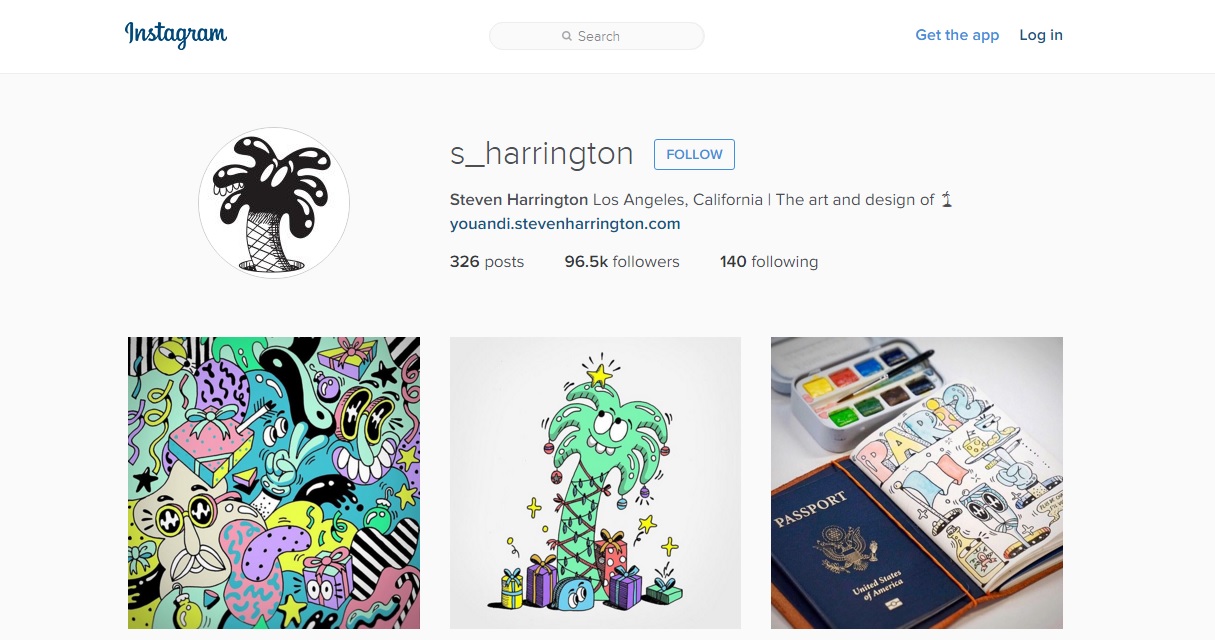 Instagram
Search
Get the app
Log in
s_harrington
FOLLOW
Steven Harrington Los Angeles, California | The art and design of 🏝
youandi.stevenharrington.com
326 posts
96.5k followers
140 following
PARIS
PASSPORT
United States
of America